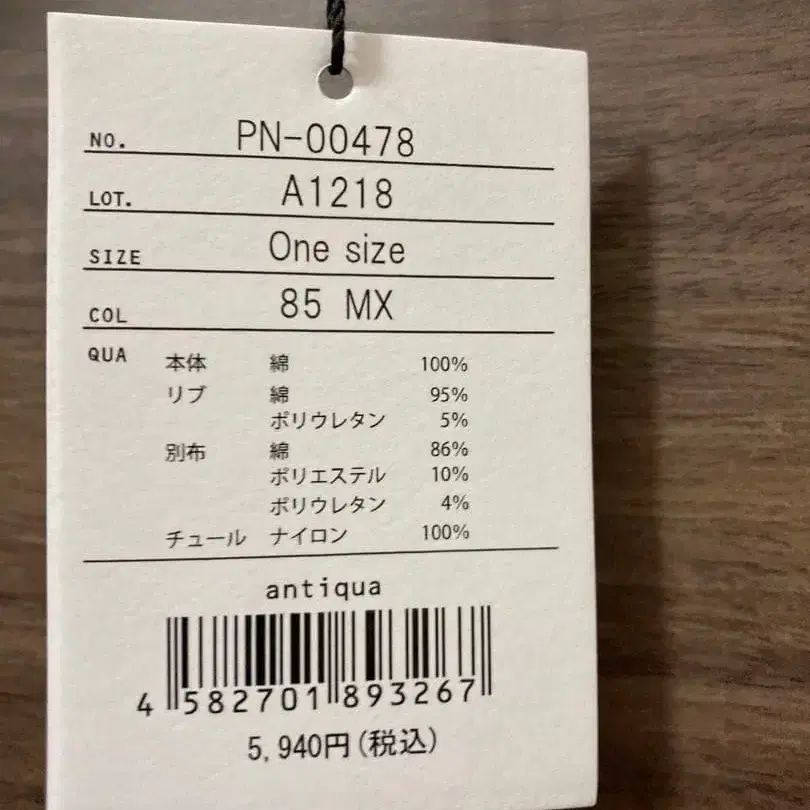 NO. PN-00478
LOT. A1218
SIZE One size
COL 85 MX
QUA 本体 綿 100%
リブ 綿 95%
ポリウレタン 5%
別布 綿 86%
ポリエステル 10%
ポリウレタン 4%
チュール ナイロン 100%
antiqua
4 582701 893267
5,940円(税込)